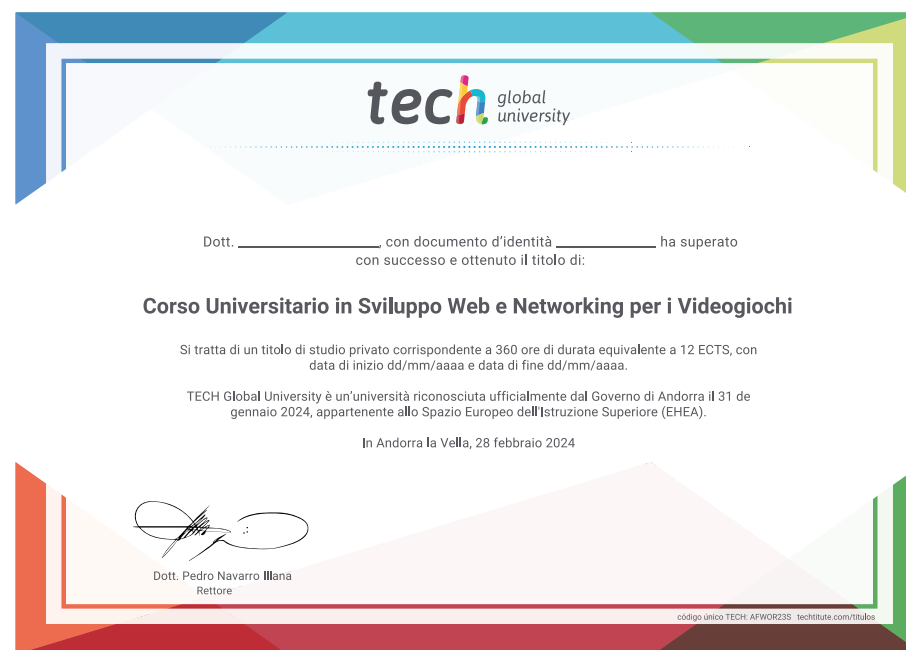 tech global
university
Dott. ____________, con documento d'identità ____________ ha superato
con successo e ottenuto il titolo di:
Corso Universitario in Sviluppo Web e Networking per i Videogiochi
Si tratta di un titolo di studio privato corrispondente a 360 ore di durata equivalente a 12 ECTS, con
data di inizio dd/mm/aaaa e data di fine dd/mm/aaaa.
TECH Global University è un'università riconosciuta ufficialmente dal Governo di Andorra il 31 de
gennaio 2024, appartenente allo Spazio Europeo dell'Istruzione Superiore (EHEA).
In Andorra la Vella, 28 febbraio 2024
Dott. Pedro Navarro Illana
Rettore
código único TECH: AFWOR23S techtitute.com/titulos